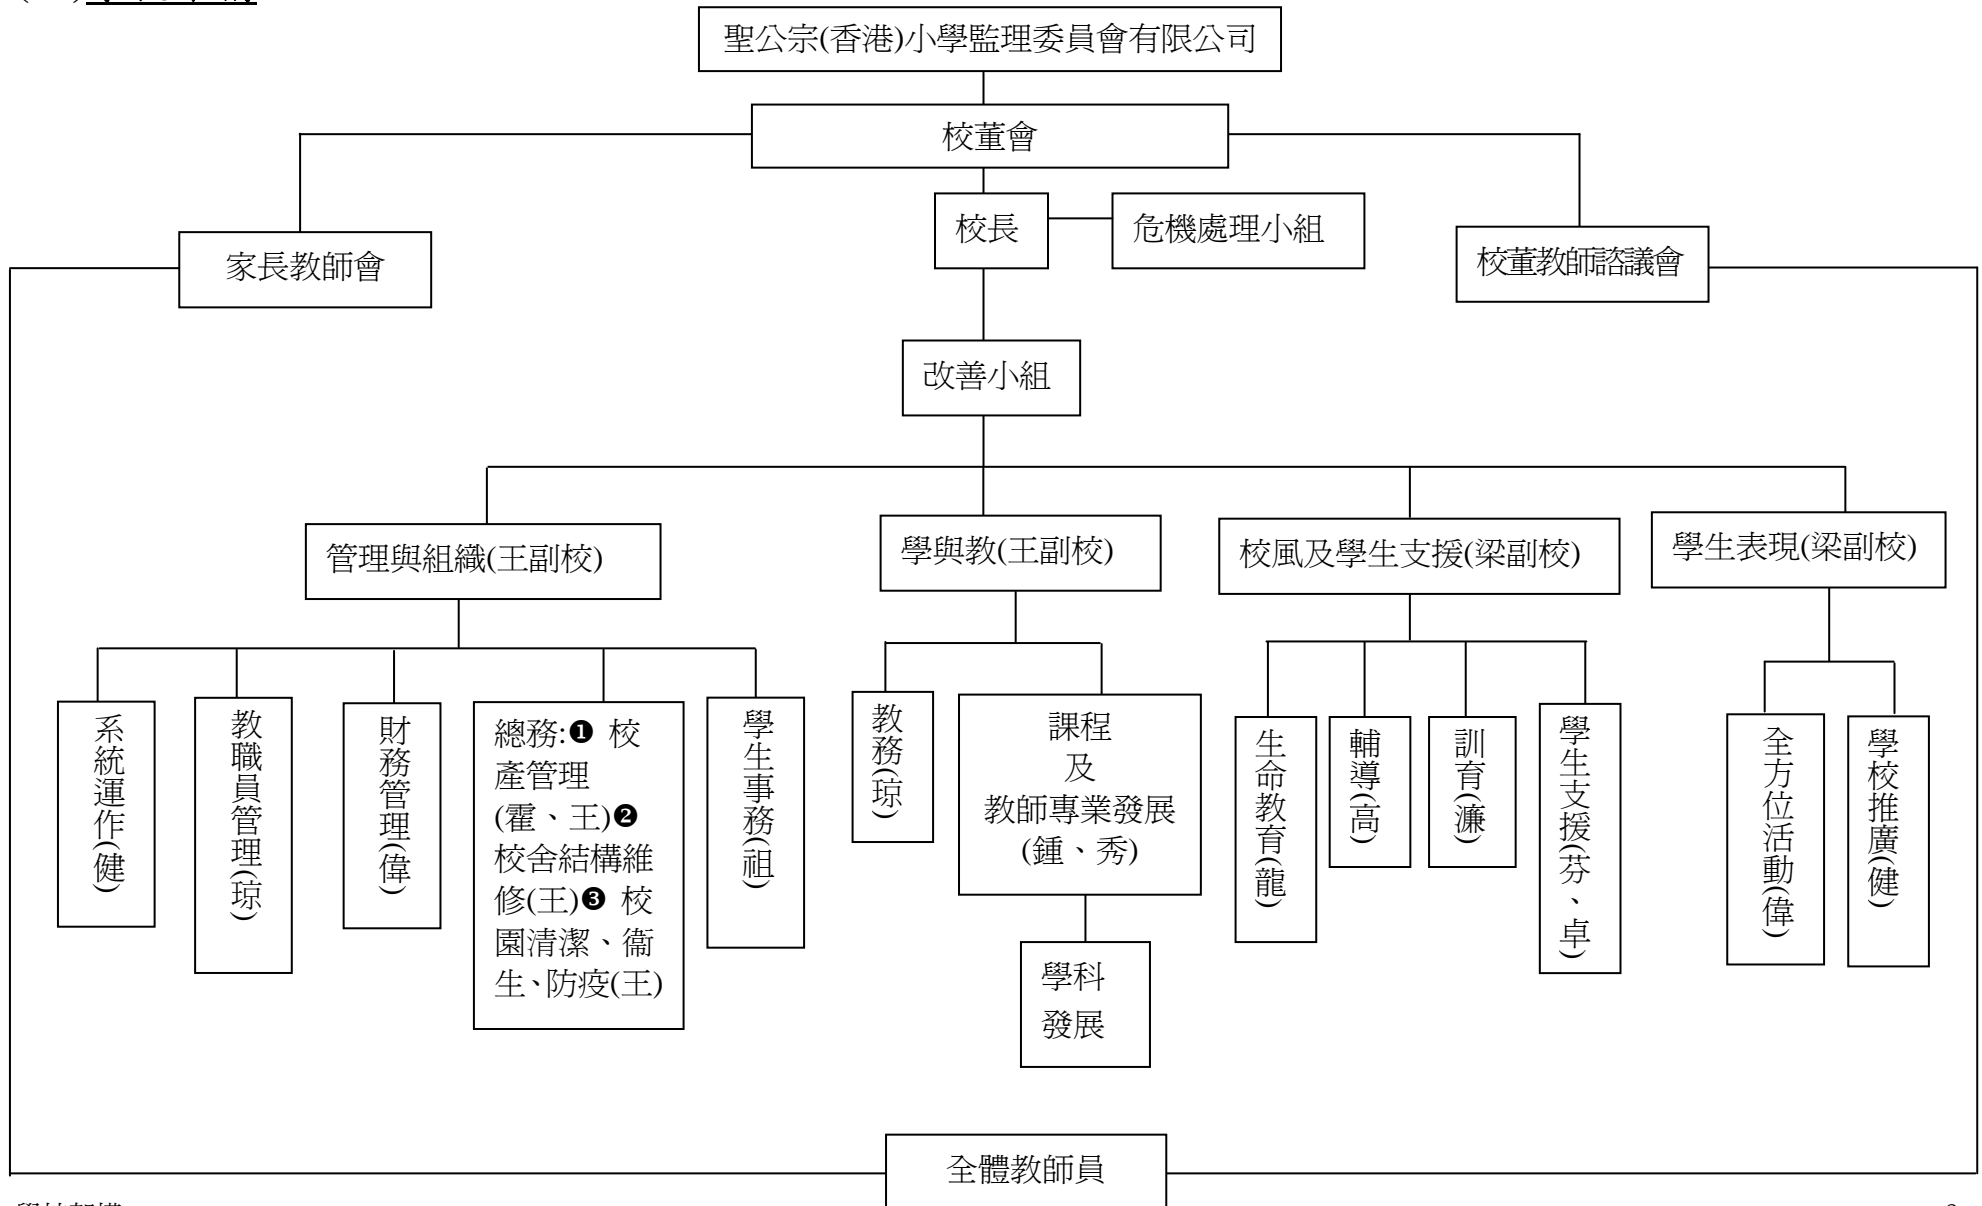 聖公宗(香港)小學監理委員會有限公司
校董會
校長
危機處理小組
家長教師會
校董教師諮議會
改善小組
管理與組織(王副校)
學與教(王副校)
校風及學生支援(梁副校)
學生表現(梁副校)
系統運作(健)
教職員管理(琼)
財務管理(偉)
總務:❶ 校
產管理
(霍、王)❷
校舍結構維
修(王)❸ 校
園清潔、衞
生、防疫(王)
學生事務(祖)
教務(琼)
課程
及
教師專業發展
(鍾、秀)
學科
發展
生命教育(龍)
輔導(高)
訓育(濂)
學生支援(芬、卓)
全方位活動(偉)
學校推廣(健)
全體教師員